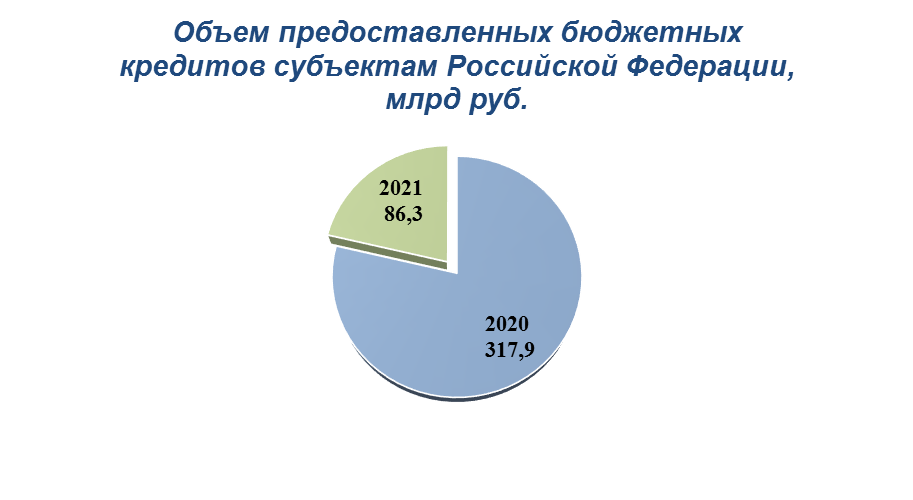 Объем предоставленных бюджетных
кредитов субъектам Российской Федерации,
млрд руб.
2021
86,3
2020
317,9